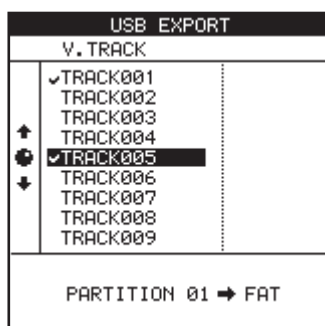 USB EXPORT
V.TRACK
TRACK001
TRACK002
TRACK003
TRACK004
TRACK005
TRACK006
TRACK007
TRACK008
TRACK009
PARTITION 01 ➡ FAT